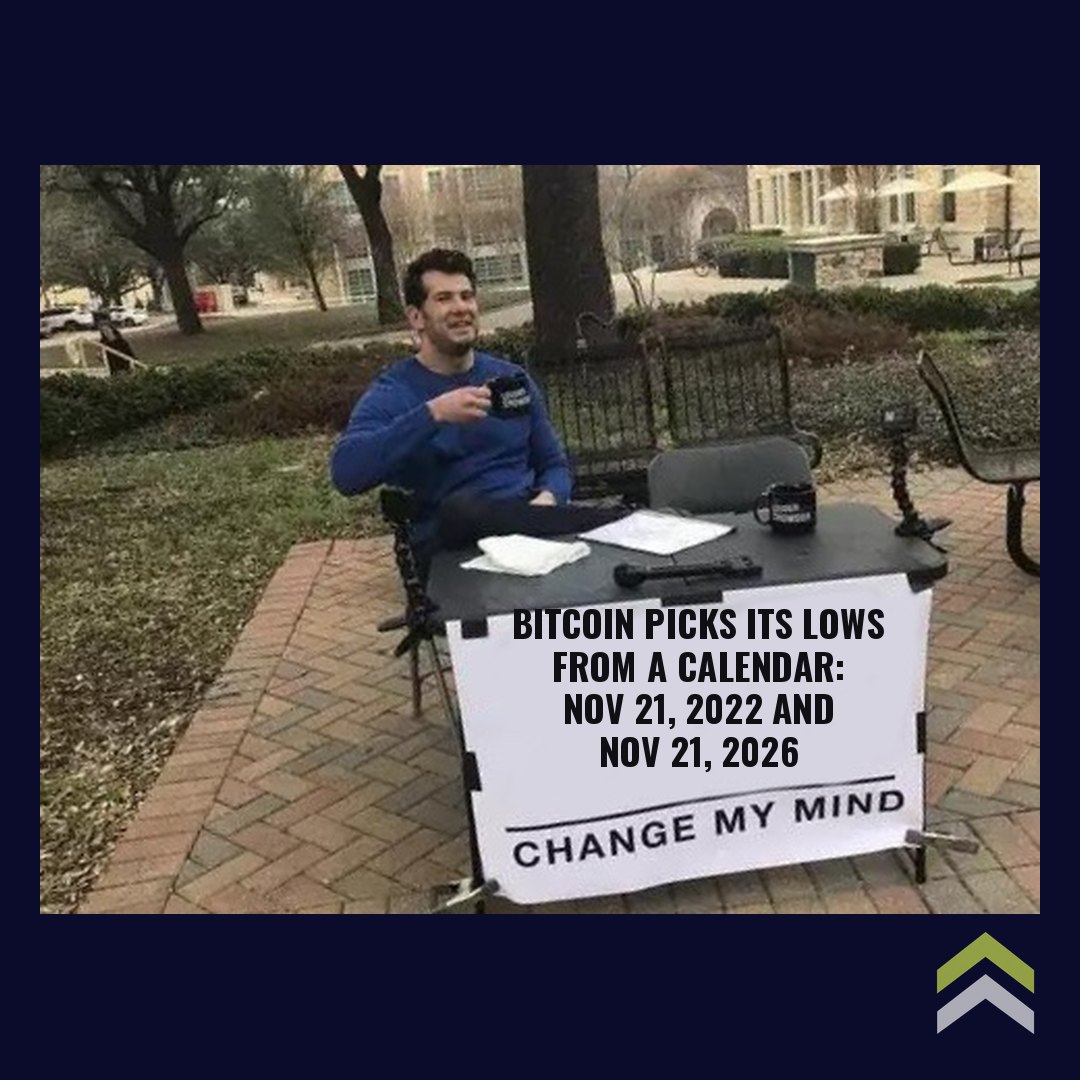 BITCOIN PICKS ITS LOWS
FROM A CALENDAR:
NOV 21, 2022 AND
NOV 21, 2026
CHANGE MY MIND